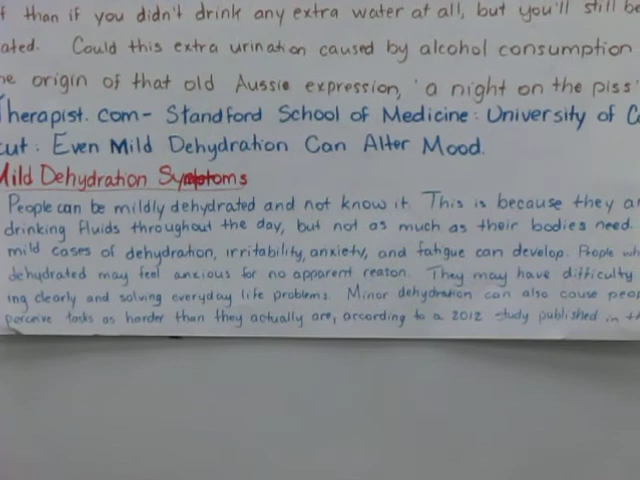 f than if you didn't drink any extra water at all, but you'll still be
ated. Could this extra urination caused by alcohol consumption
he origin of that old Aussie expression, 'a night on the piss'
Therapist.com- Standford School of Medicine: University of Co
cut: Even Mild Dehydration Can Alter Mood.
Mild Dehydration Symptoms
People can be mildly dehydrated and not know it. This is because they ar
drinking fluids throughout the day, but not as much as their bodies need.
mild cases of dehydration, irritability, anxiety, and fatigue can develop. People wh
dehydrated may feel anxious for no apparent reason. They may have difficulty
ing clearly and solving everyday life problems. Minor dehydration can also cause peop
perceive tasks as harder than they actually are, according to a 2012 study published in th